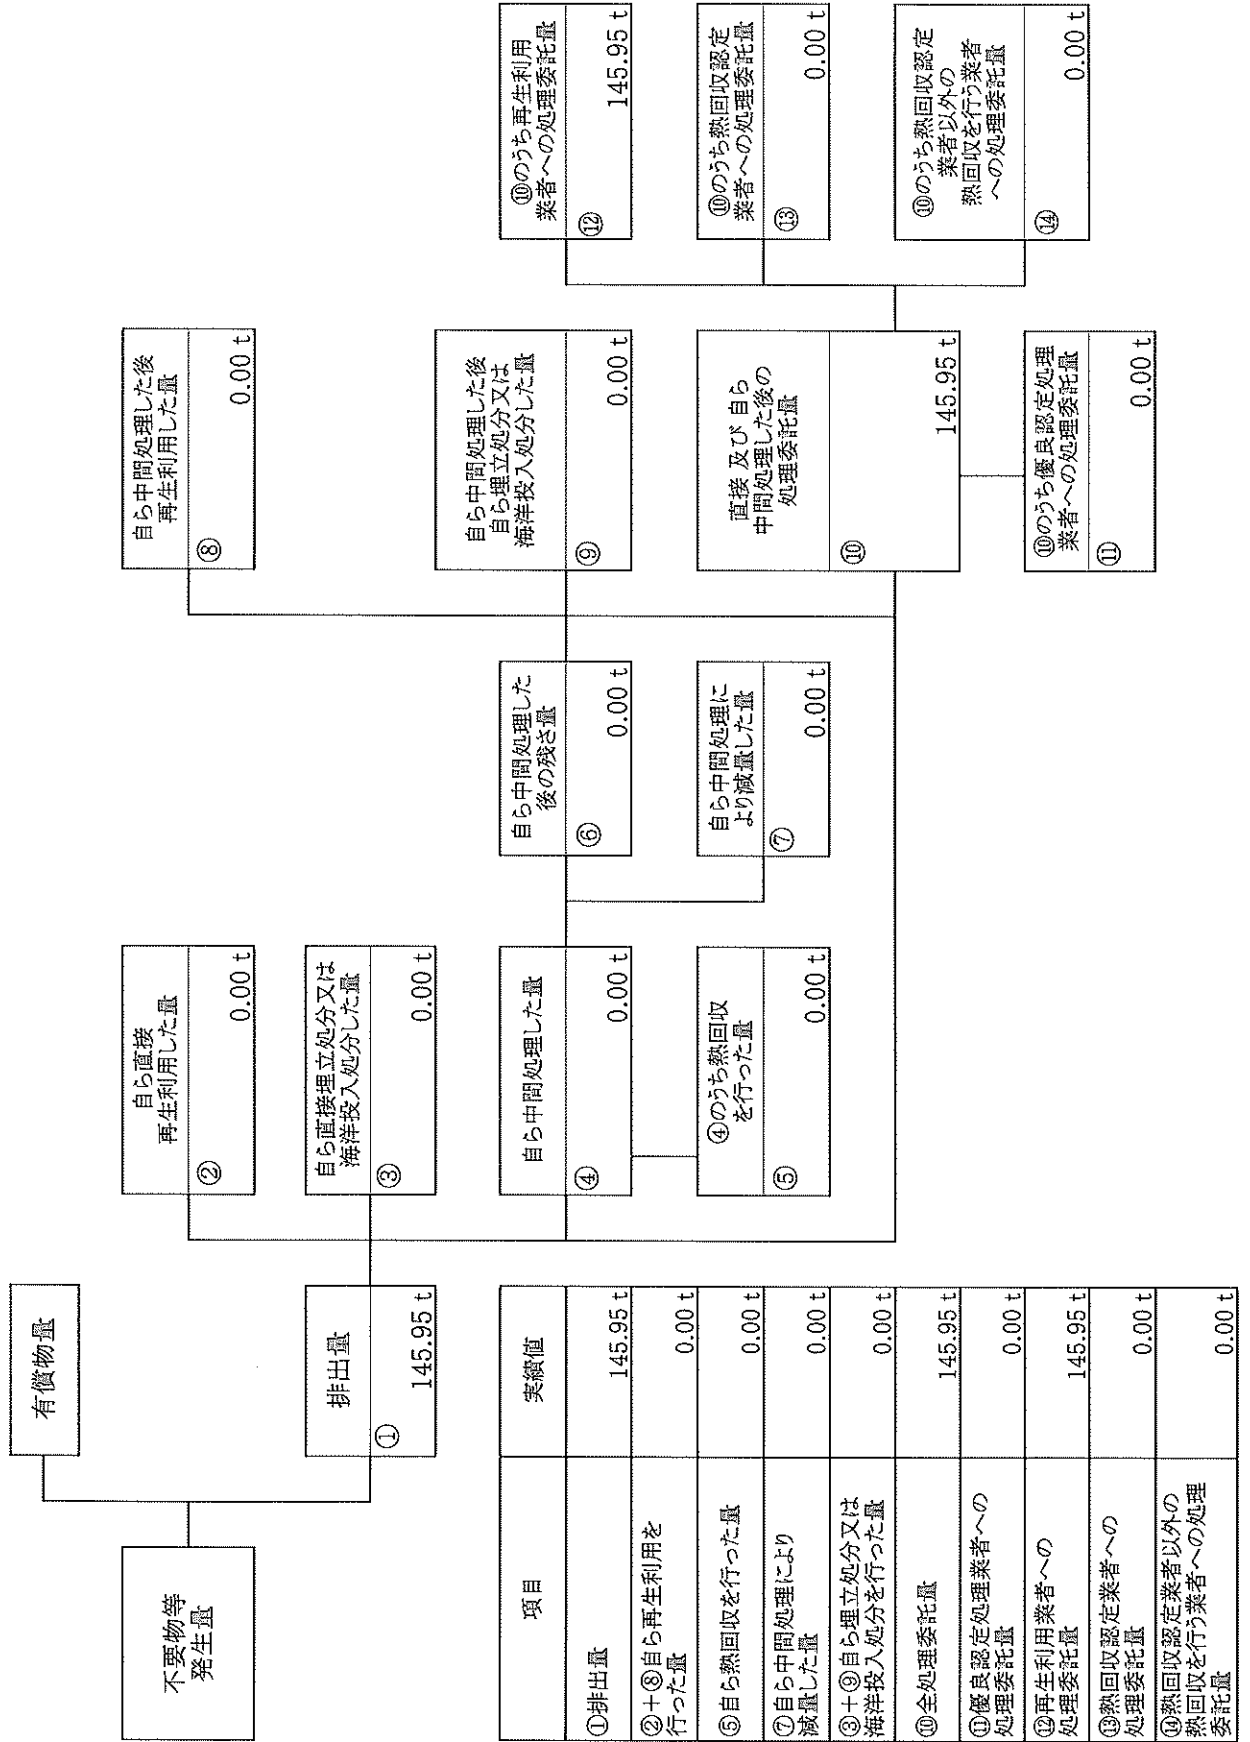 不要物等
発生量
有償物量
排出量
①
145.95 t
自ら直接
再生利用した量
②
0.00 t
自ら直接埋立処分又は
海洋投入処分した量
③
0.00 t
自ら中間処理した量
④
0.00 t
④のうち熱回収
を行った量
⑤
0.00 t
自ら中間処理した
後の残さ量
⑥
0.00 t
自ら中間処理に
より減量した量
⑦
0.00 t
自ら中間処理した後
再生利用した量
⑧
0.00 t
自ら中間処理した後
自ら埋立処分又は
海洋投入処分した量
⑨
0.00 t
直接 及び 自ら
中間処理した後の
処理委託量
⑩
145.95 t
⑩のうち優良認定処理
業者への処理委託量
⑪
0.00 t
⑩のうち再生利用
業者への処理委託量
⑫
145.95 t
⑩のうち熱回収認定
業者への処理委託量
⑬
0.00 t
⑩のうち熱回収認定
業者以外の
熱回収を行う業者
への処理委託量
⑭
0.00 t
項目
実績値
①排出量
145.95 t
②+⑧自ら再生利用を
行った量
0.00 t
⑤自ら熱回収を行った量
0.00 t
⑦自ら中間処理により
減量した量
0.00 t
③+⑨自ら埋立処分又は
海洋投入処分を行った量
0.00 t
⑩全処理委託量
145.95 t
⑪優良認定処理業者への
処理委託量
0.00 t
⑫再生利用業者への
処理委託量
145.95 t
⑬熱回収認定業者への
処理委託量
0.00 t
⑭熱回収認定業者以外の
熱回収を行う業者への処理
委託量
0.00 t